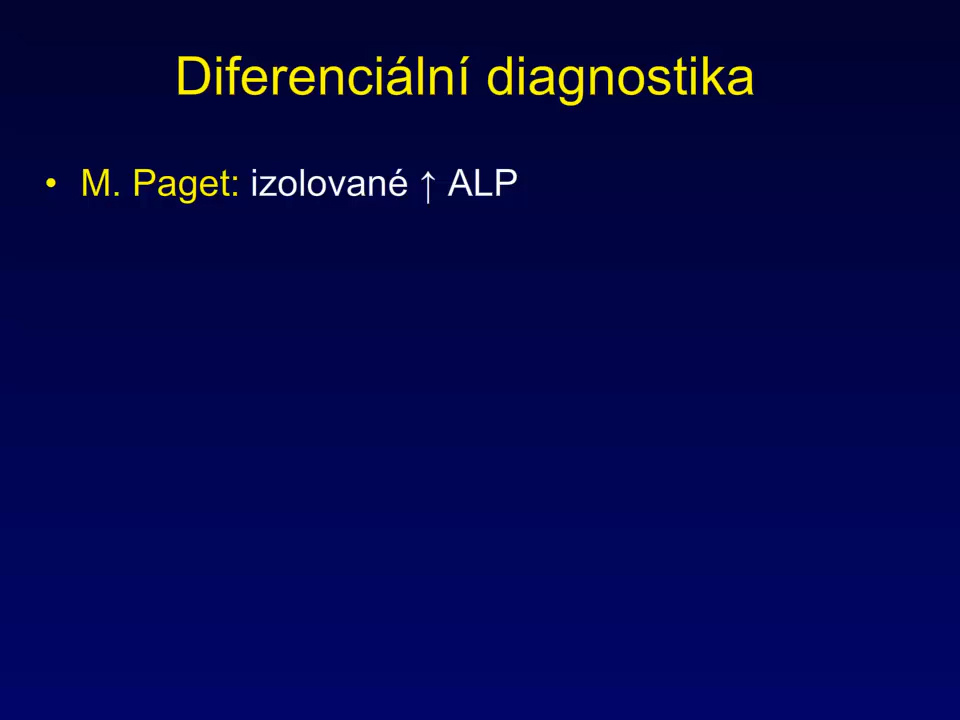 Diferenciální diagnostika
• M. Paget: izolované ↑ ALP